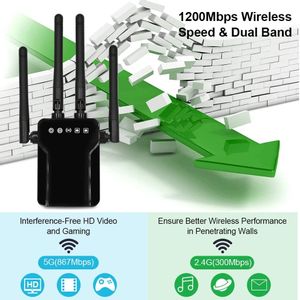 1200Mbps Wireless
Speed & Dual Band
Interference-Free HD Video
and Gaming
5G(867Mbps)
HD
Ensure Better Wireless Performance
in Penetrating Walls
2.4G(300Mbps)